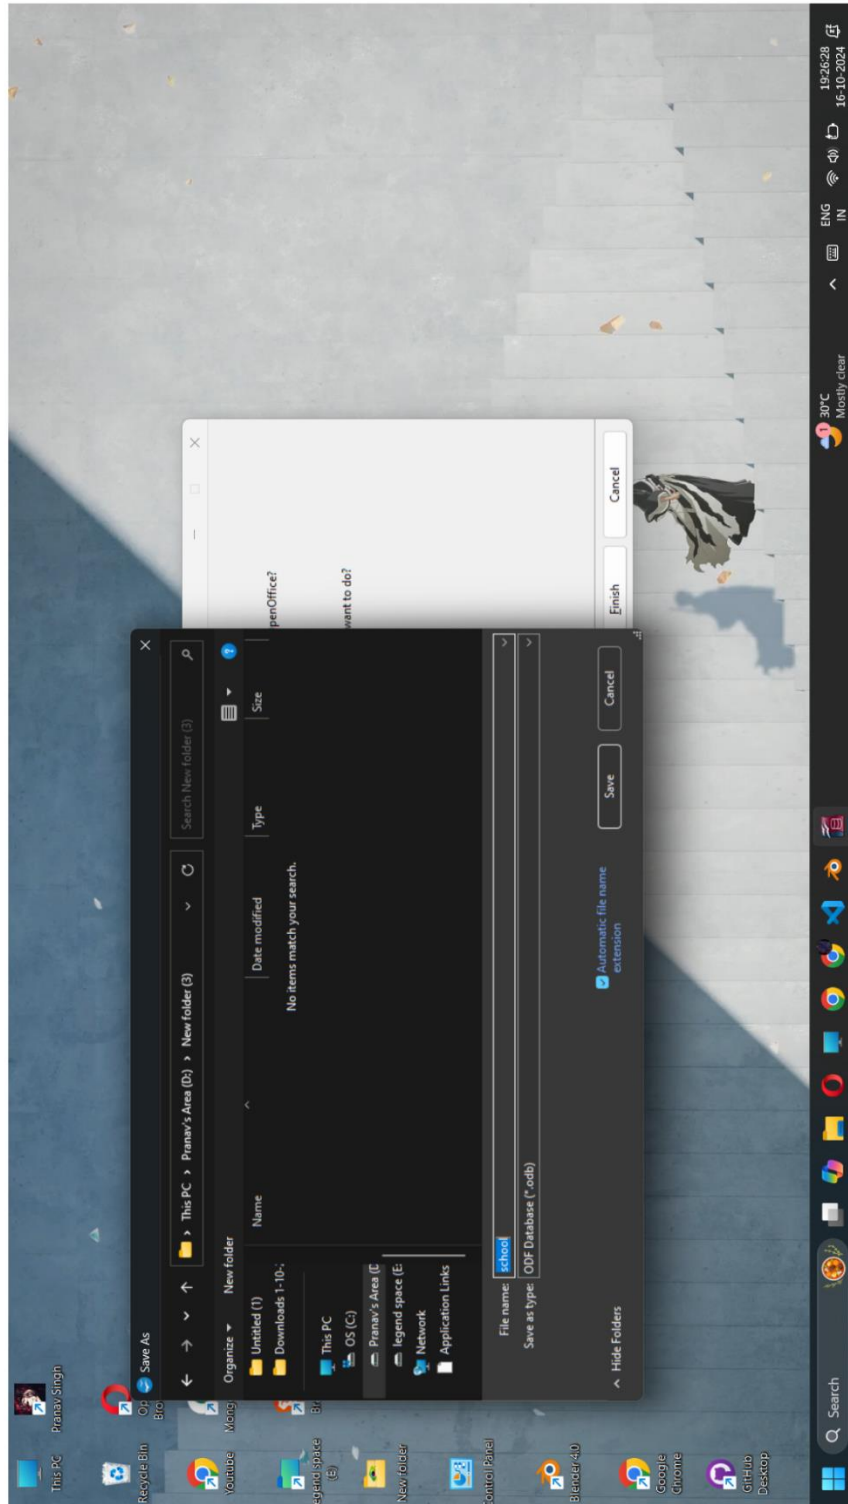 This PC
Pranav Singh
Recycle Bin
Op
Bro
Youtube
Mong
legend space
(E)
Br
New folder
Control Panel
Blender 4.0
Google
Chrome
GitHub
Desktop
Save As
This PC > Pranav's Area (D:) > New folder (3)
Search New folder (3)
Organize
New folder
Name
Date modified
Type
Size
No items match your search.
Untitled (1)
Downloads 1-10-2
This PC
OS (C:)
Pranav's Area (D
legend space (E:
Network
Application Links
File name: school
Save as type: ODF Database (*.odb)
Automatic file name
extension
Hide Folders
Save
Cancel
penOffice?
want to do?
Finish
Cancel
Search
1
30°C
Mostly clear
ENG
IN
19:26:28
16-10-2024